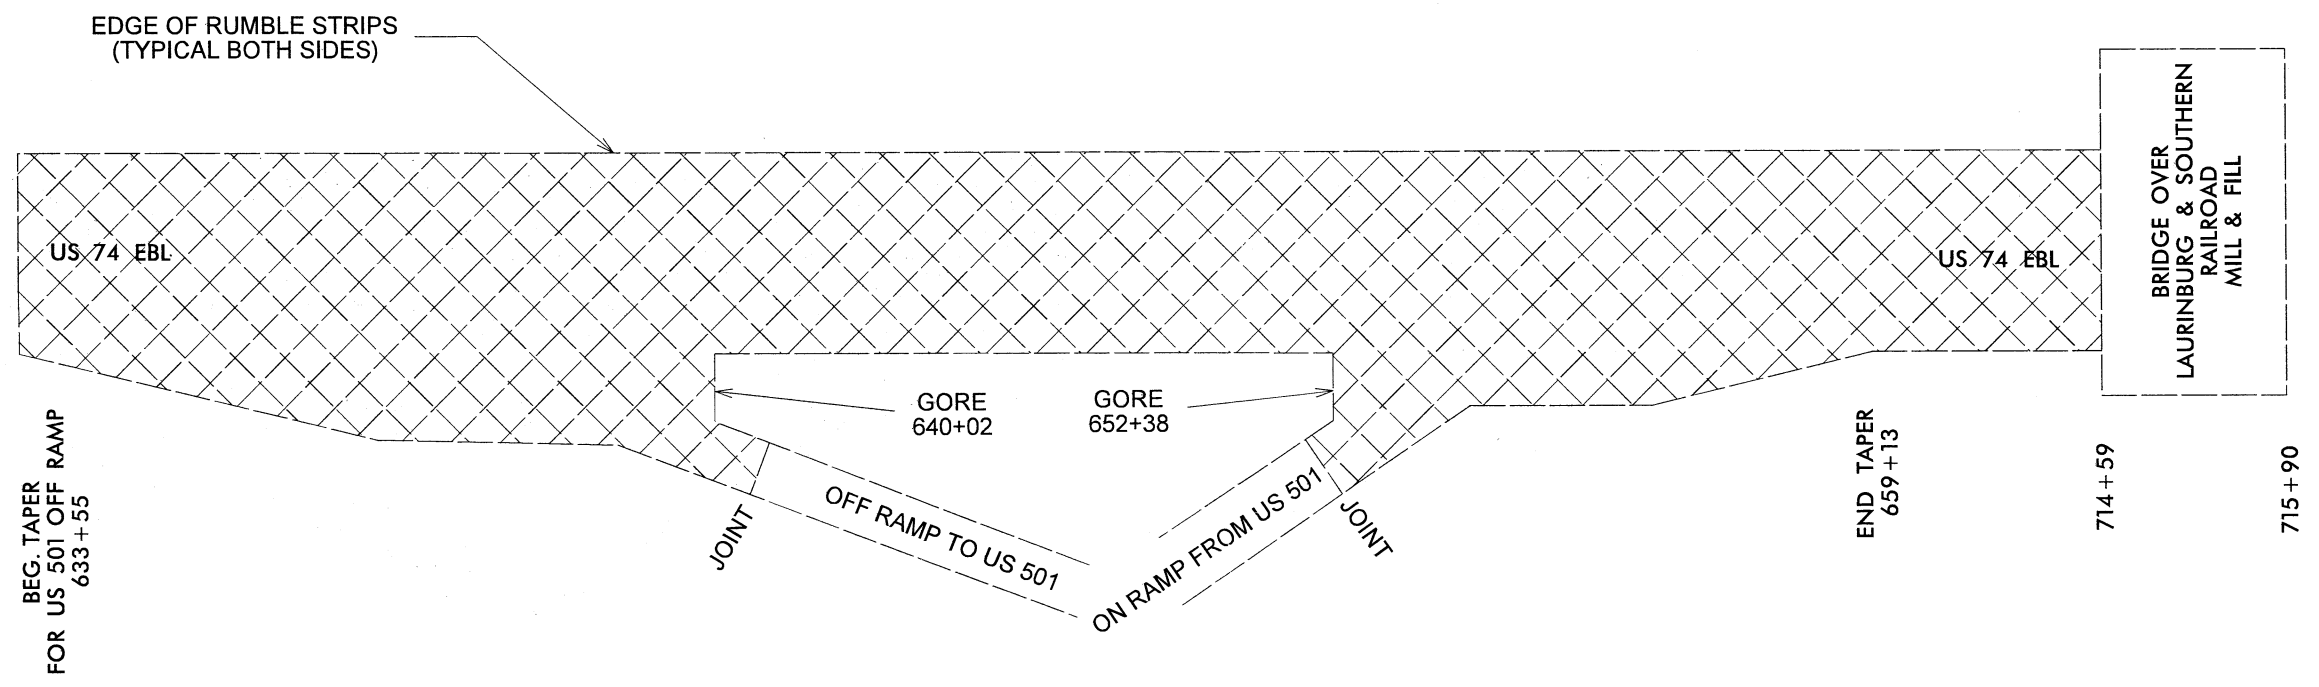 EDGE OF RUMBLE STRIPS
(TYPICAL BOTH SIDES)
US 74 EBL
US 74 EBL
BRIDGE OVER
LAURINBURG & SOUTHERN
RAILROAD
MILL & FILL
GORE
640+02
GORE
652+38
BEG. TAPER
FOR US 501 OFF RAMP
633+55
JOINT
OFF RAMP TO US 501
ON RAMP FROM US 501
JOINT
END TAPER
659+13
714+59
715+90